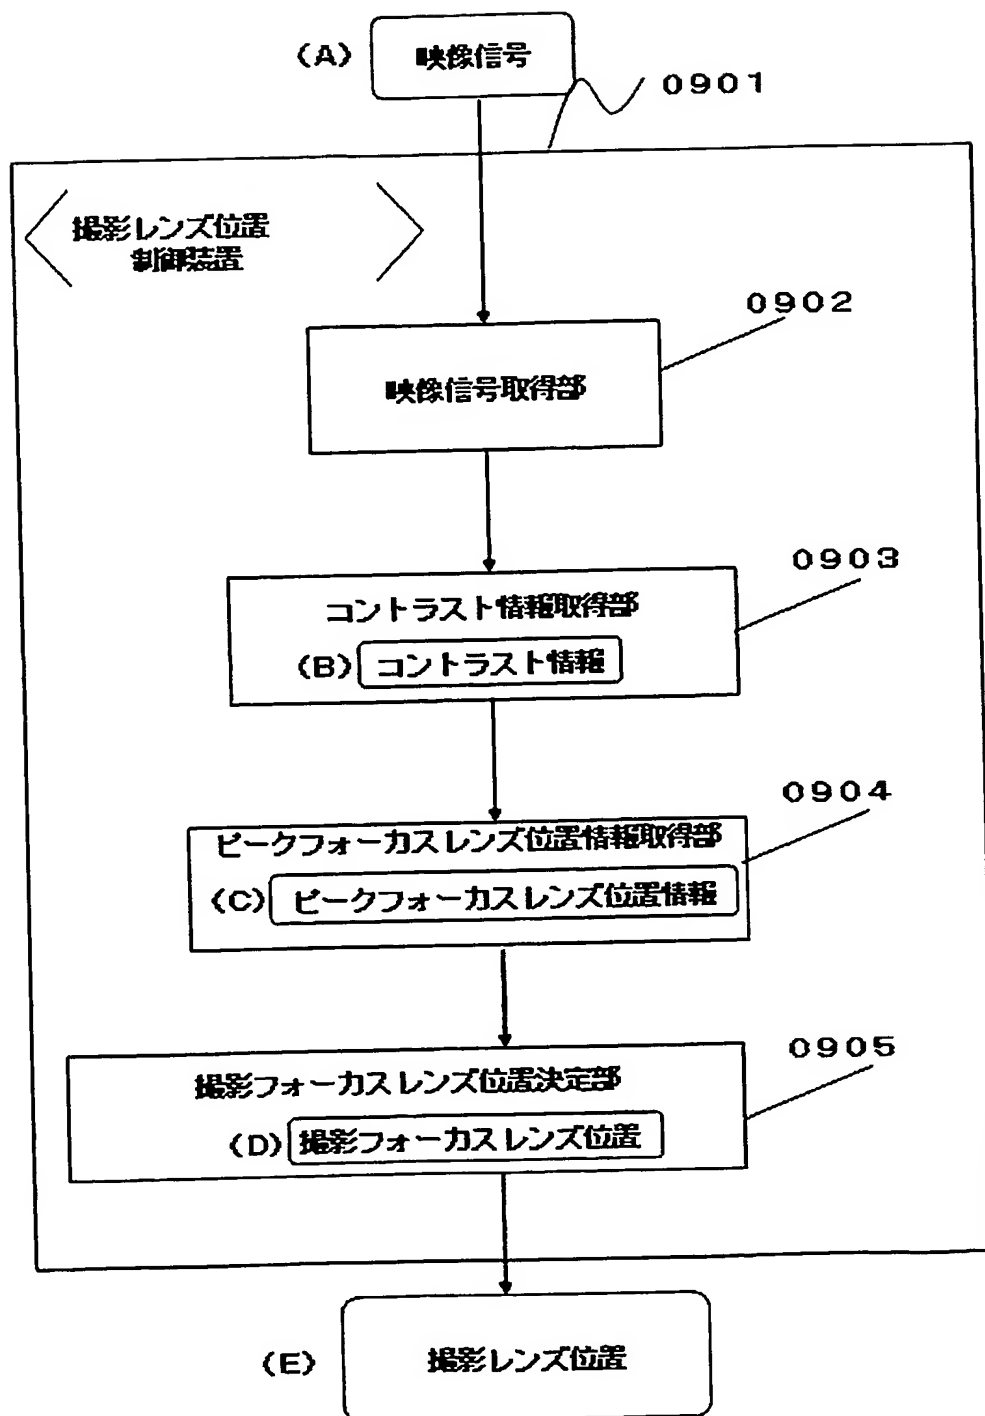 (A) 映像信号
0901
撮影レンズ位置
制御装置
0902
映像信号取得部
0903
コントラスト情報取得部
(B) コントラスト情報
0904
ピークフォーカスレンズ位置情報取得部
(C) ピークフォーカスレンズ位置情報
0905
撮影フォーカスレンズ位置決定部
(D) 撮影フォーカスレンズ位置
(E) 撮影レンズ位置